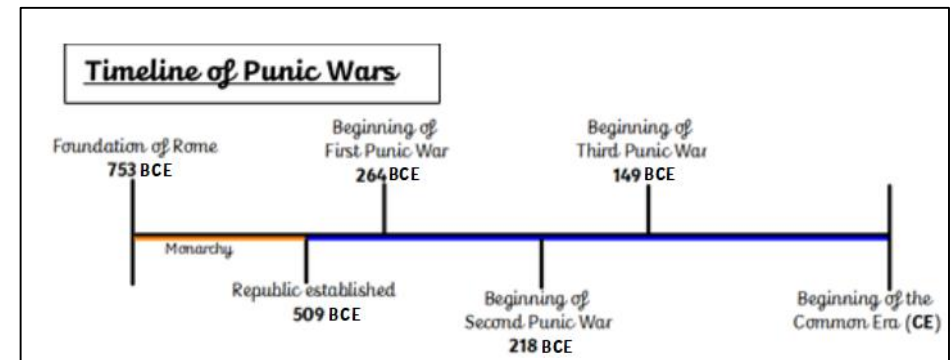 Timeline of Punic Wars
Foundation of Rome
753 BCE
Beginning of
First Punic War
264 BCE
Beginning of
Third Punic War
149 BCE
Monarchy
Republic established
509 BCE
Beginning of
Second Punic War
218 BCE
Beginning of the
Common Era (CE)